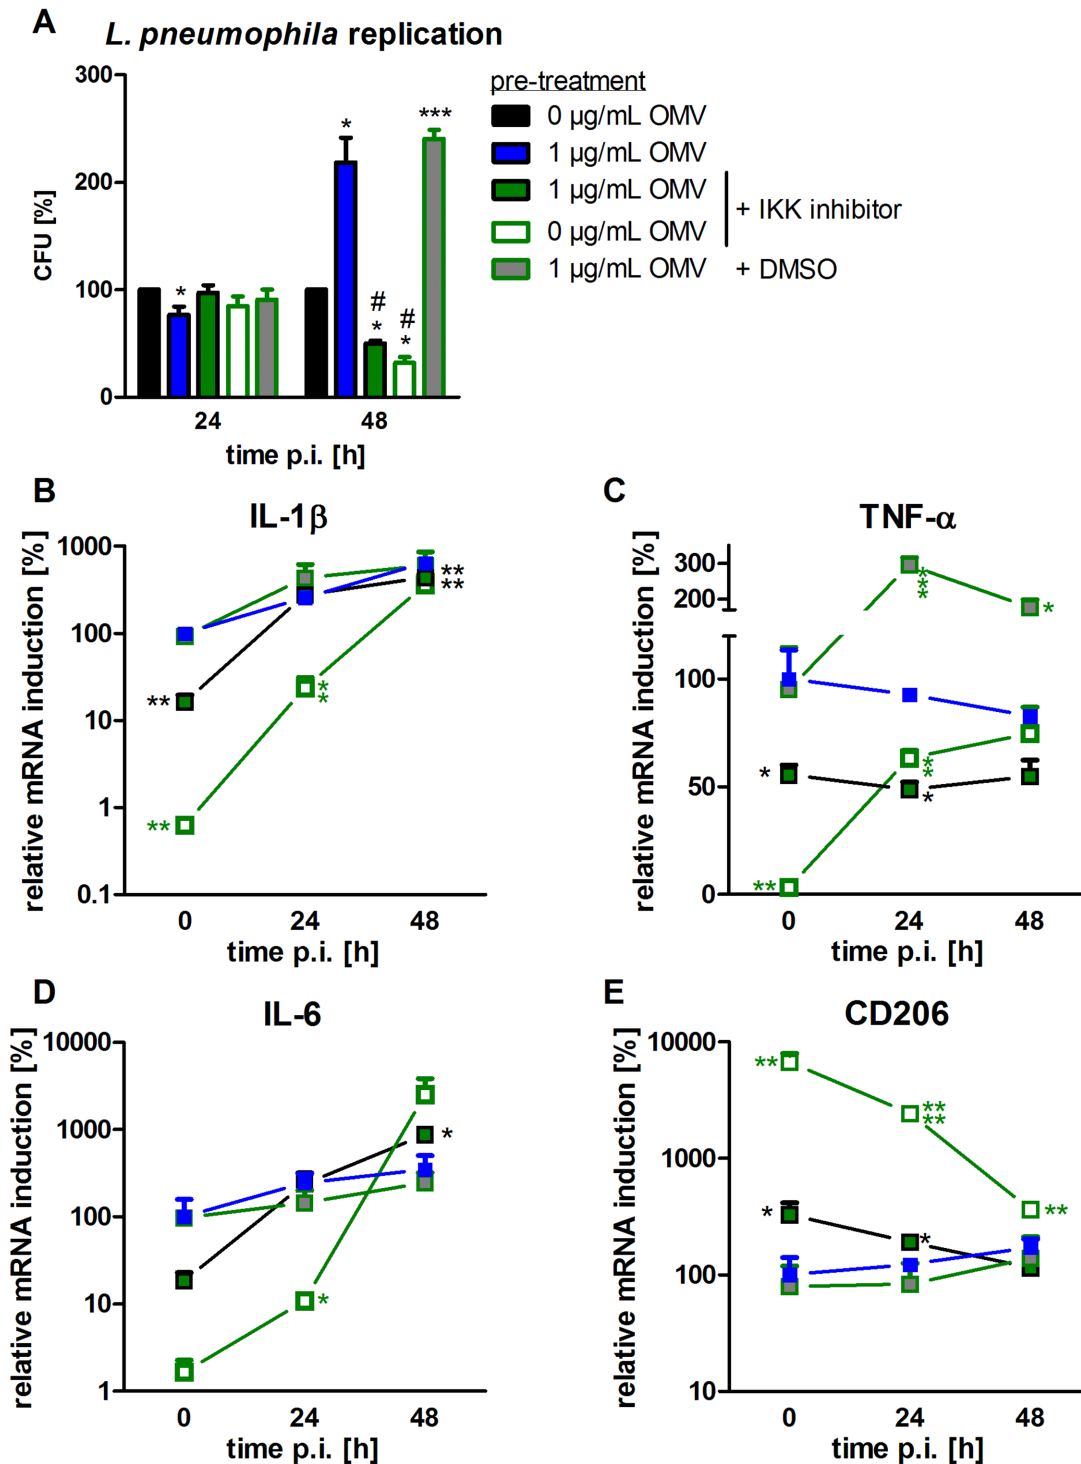 A
L. pneumophila replication
300
200
100
0
CFU [%]
*
*
#
*
#
*
***
24
48
time p.i. [h]
pre-treatment
0 µg/mL OMV
1 µg/mL OMV
1 µg/mL OMV
0 µg/mL OMV
+ IKK inhibitor
1 µg/mL OMV + DMSO
B
IL-1β
relative mRNA induction [%]
1000
100
10
1
0.1
**
**
**
**
**
0
24
48
time p.i. [h]
C
TNF-α
relative mRNA induction [%]
300
200
100
50
0
***
*
*
**
*
**
0
24
48
time p.i. [h]
D
IL-6
relative mRNA induction [%]
10000
1000
100
10
1
*
*
0
24
48
time p.i. [h]
E
CD206
relative mRNA induction [%]
10000
1000
100
10
**
**
**
**
*
*
0
24
48
time p.i. [h]